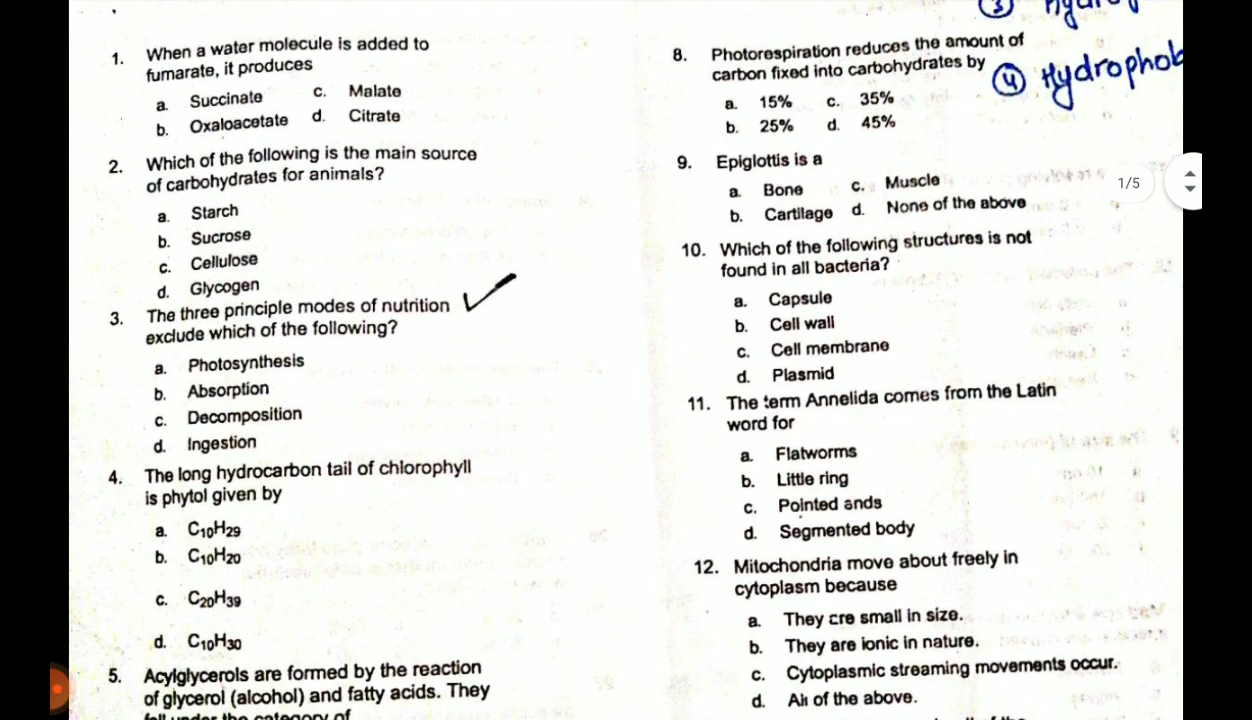 1. When a water molecule is added to
fumarate, it produces
a. Succinate c. Malate
b. Oxaloacetate d. Citrate
2. Which of the following is the main source
of carbohydrates for animals?
a. Starch
b. Sucrose
c. Cellulose
d. Glycogen
3. The three principle modes of nutrition
exclude which of the following?
a. Photosynthesis
b. Absorption
c. Decomposition
d. Ingestion
4. The long hydrocarbon tail of chlorophyll
is phytol given by
a. C10H29
b. C10H20
c. C20H39
d. C10H30
5. Acylglycerols are formed by the reaction
of glycerol (alcohol) and fatty acids. They
fall under the category of
3
4 Hydrophob
8. Photorespiration reduces the amount of
carbon fixed into carbohydrates by
a. 15% c. 35%
b. 25% d. 45%
9. Epiglottis is a
a. Bone c. Muscle
b. Cartilage d. None of the above
1/5
10. Which of the following structures is not
found in all bacteria?
a. Capsule
b. Cell wall
c. Cell membrane
d. Plasmid
11. The term Annelida comes from the Latin
word for
a. Flatworms
b. Little ring
c. Pointed ands
d. Segmented body
12. Mitochondria move about freely in
cytoplasm because
a. They cre small in size.
b. They are ionic in nature.
c. Cytoplasmic streaming movements occur.
d. All of the above.